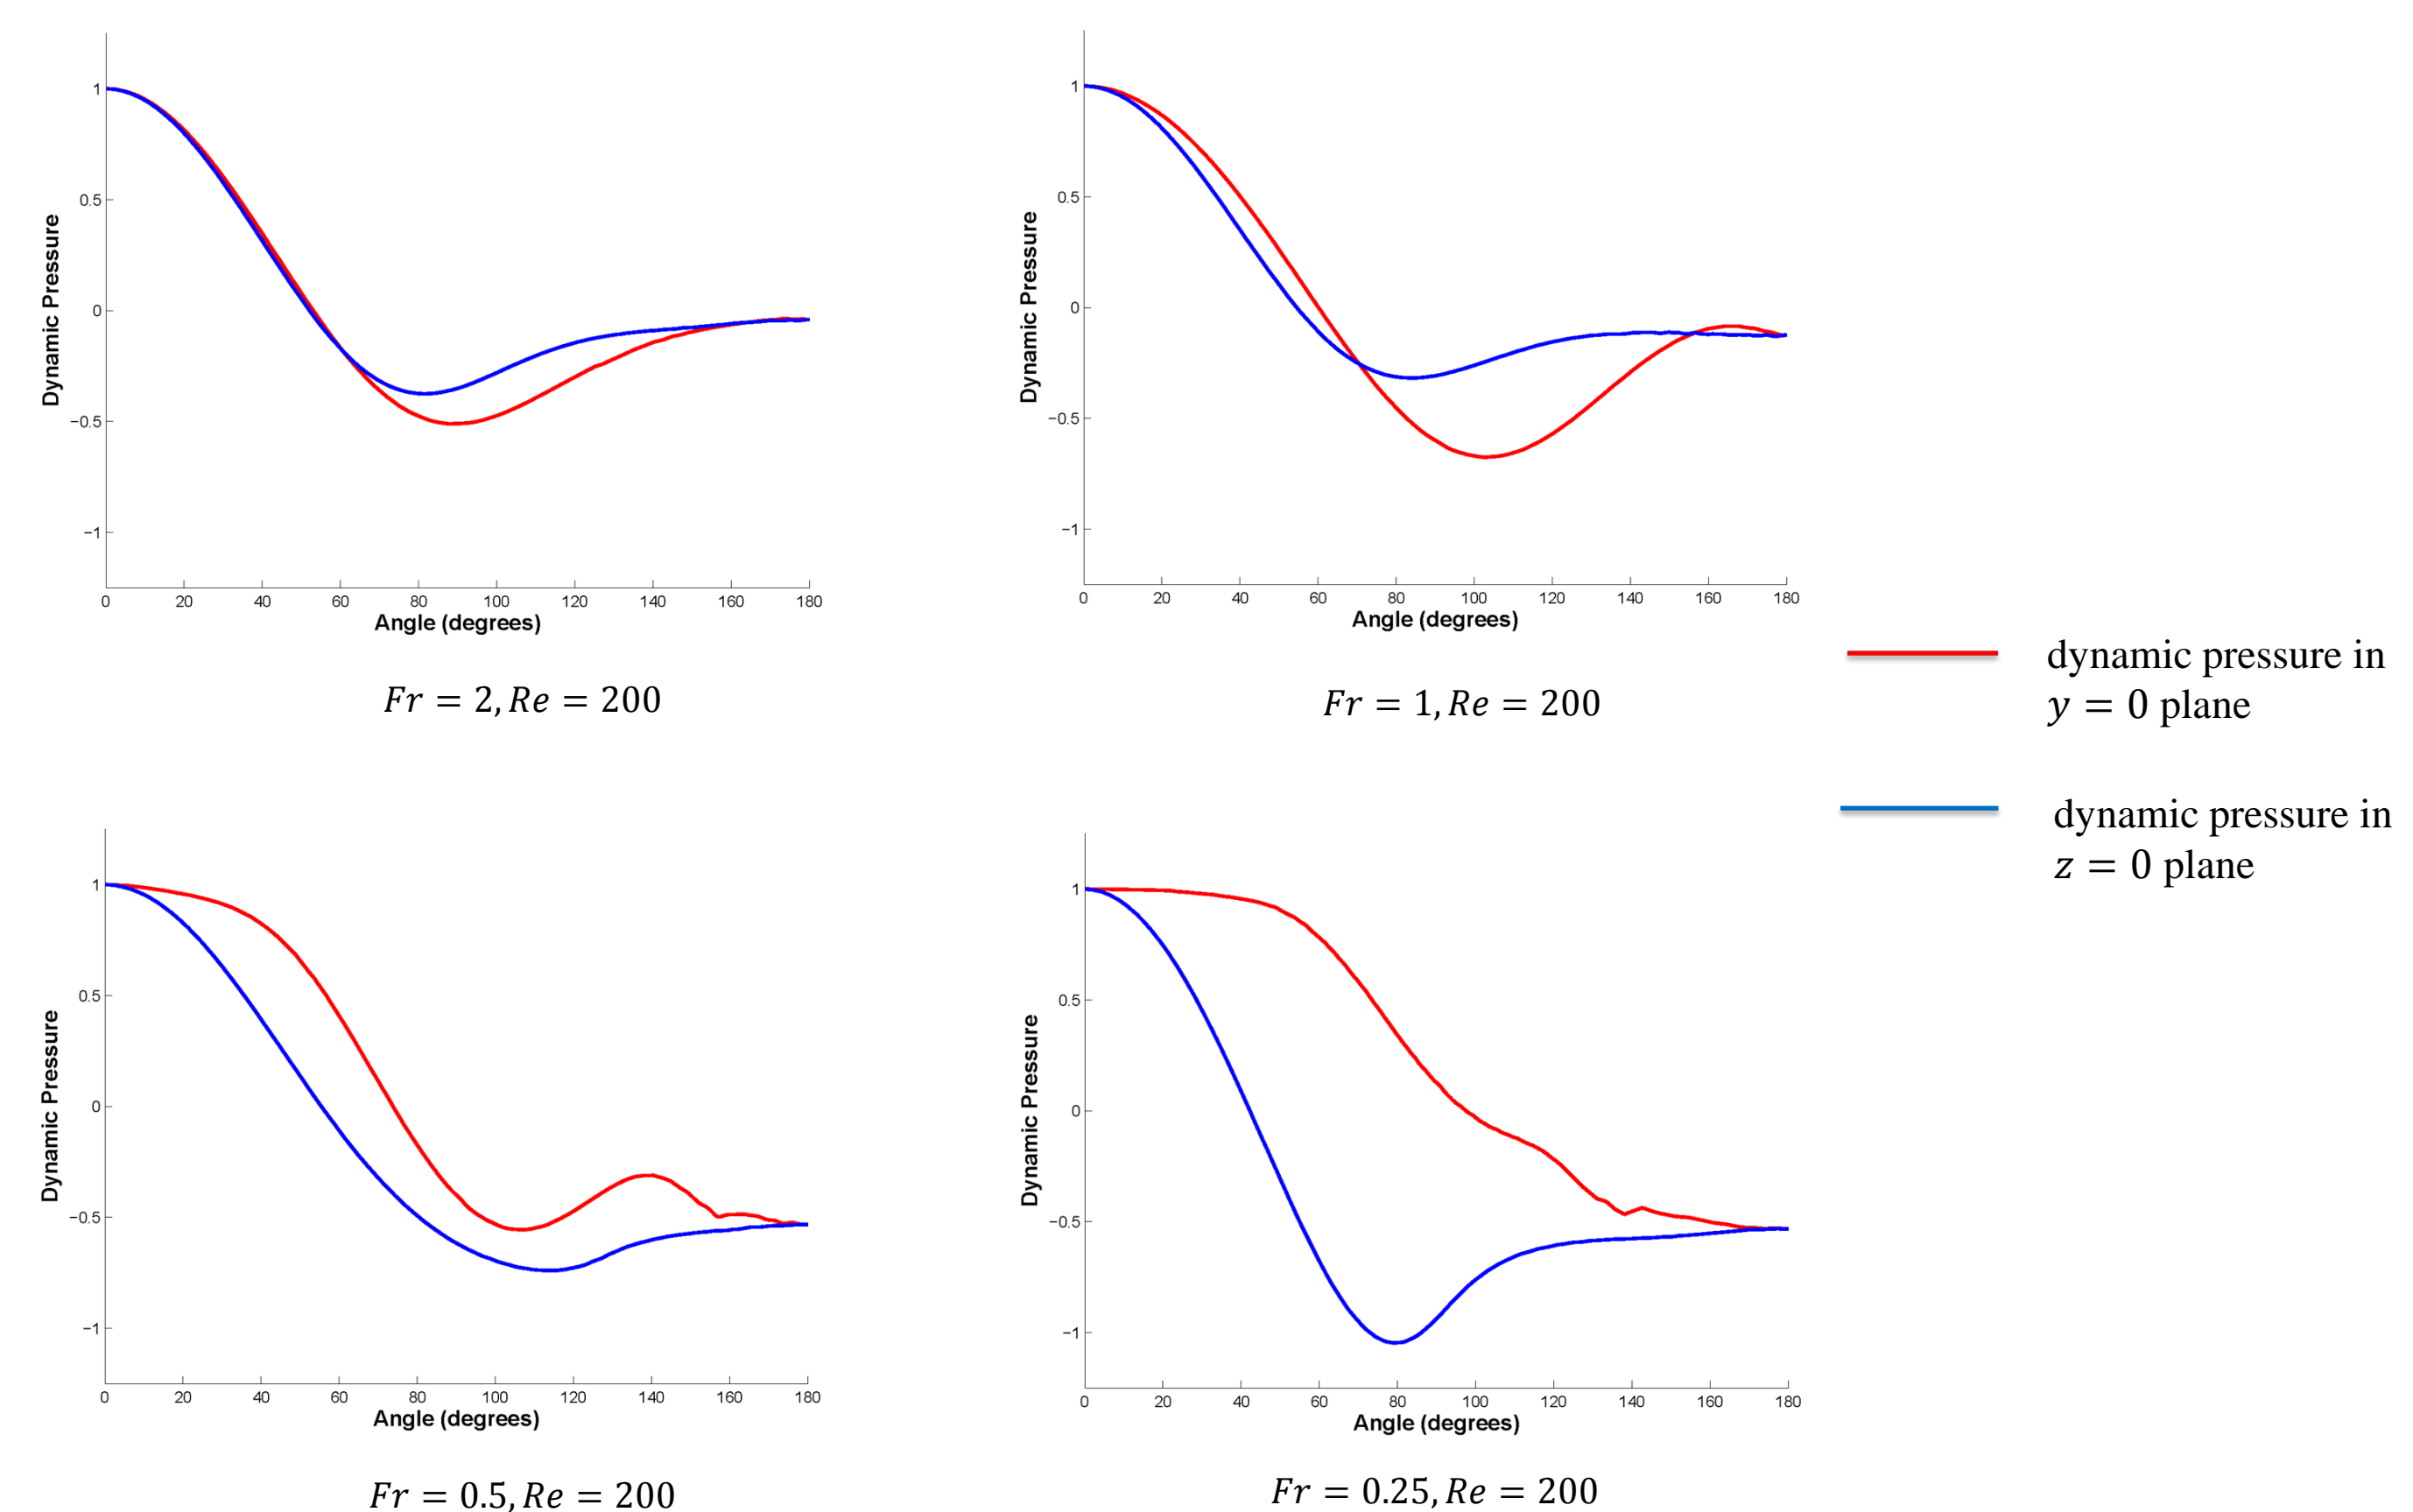 1
0.5
0
−0.5
−1
Dynamic Pressure
0 20 40 60 80 100 120 140 160 180
Angle (degrees)
Fr = 2, Re = 200
1
0.5
0
−0.5
−1
Dynamic Pressure
0 20 40 60 80 100 120 140 160 180
Angle (degrees)
Fr = 1, Re = 200
dynamic pressure in
y = 0 plane
dynamic pressure in
z = 0 plane
1
0.5
0
−0.5
−1
Dynamic Pressure
0 20 40 60 80 100 120 140 160 180
Angle (degrees)
Fr = 0.5, Re = 200
1
0.5
0
−0.5
−1
Dynamic Pressure
0 20 40 60 80 100 120 140 160 180
Angle (degrees)
Fr = 0.25, Re = 200